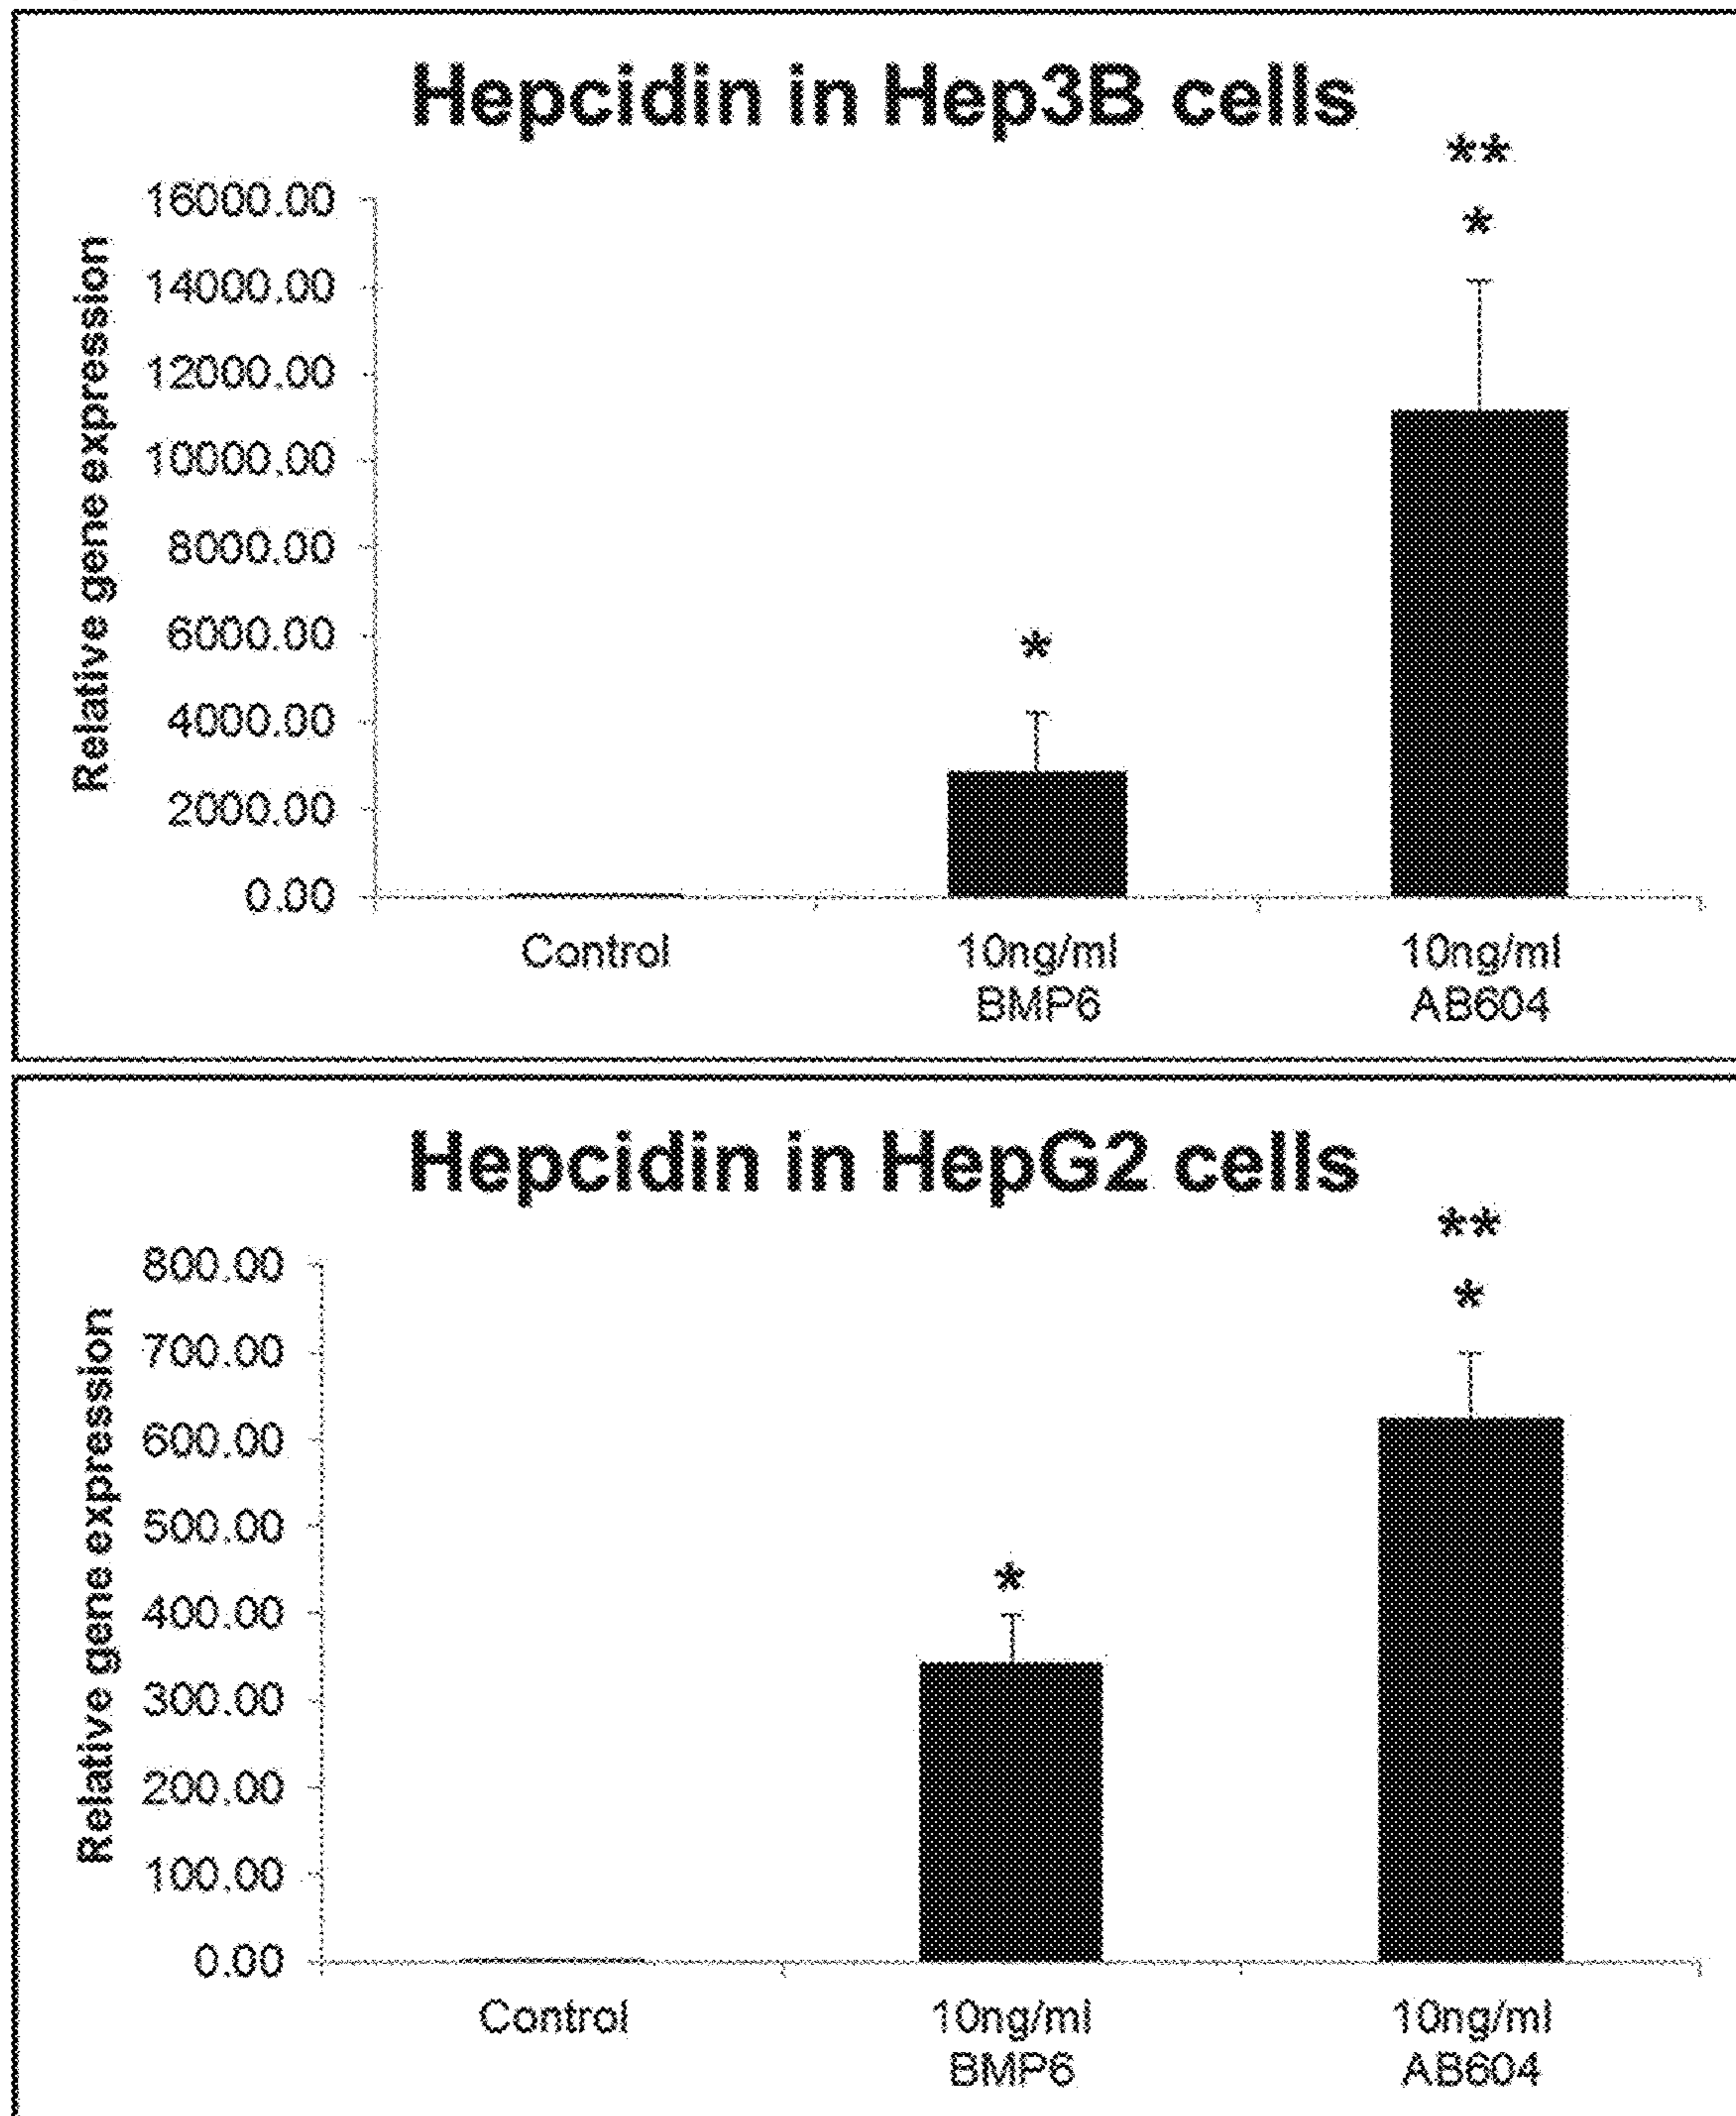 Hepcidin in Hep3B cells
**
*
16000.00
14000.00
12000.00
10000.00
8000.00
6000.00
4000.00
2000.00
0.00
Relative gene expression
*
Control
10ng/ml
BMP6
10ng/ml
AB604
Hepcidin in HepG2 cells
**
*
800.00
700.00
600.00
500.00
400.00
300.00
200.00
100.00
0.00
Relative gene expression
*
Control
10ng/ml
BMP6
10ng/ml
AB604